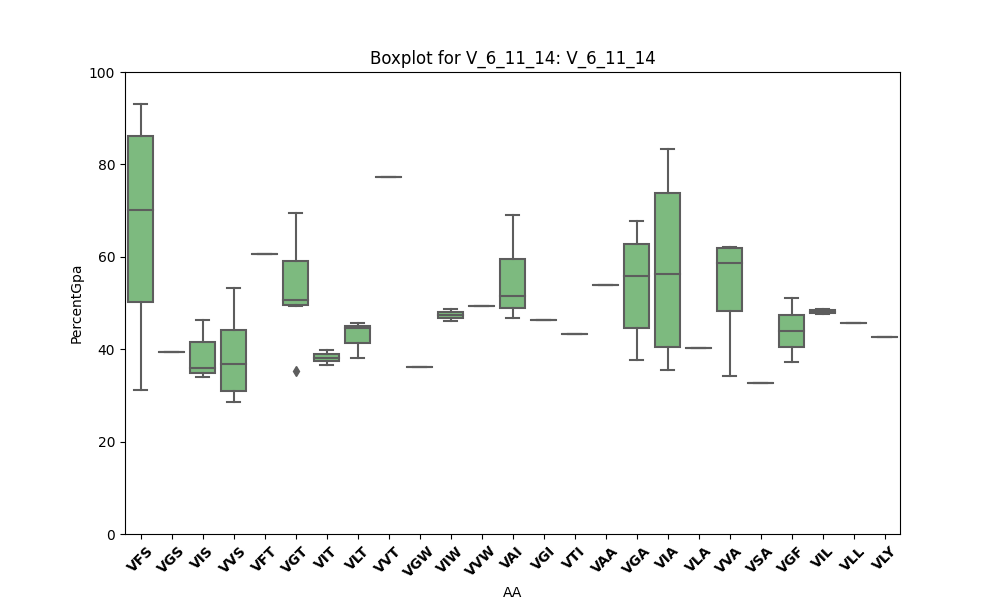 Boxplot for V_6_11_14: V_6_11_14
100
80
60
40
20
0
PercentGpa
VFS VGS VIS VVS VFT VGT VIT VLT VVT VGW VIW VVW VAI VGI VTI VAA VGA VIA VLA VVA VSA VGF VIL VLL VLY
AA